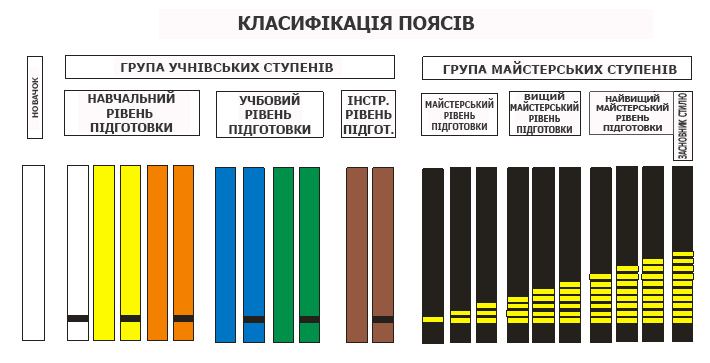 КЛАСИФІКАЦІЯ ПОЯСІВ
НОВАЧОК
ГРУПА УЧНІВСЬКИХ СТУПЕНІВ
НАВЧАЛЬНИЙ
РІВЕНЬ
ПІДГОТОВКИ
УЧБОВИЙ
РІВЕНЬ
ПІДГОТОВКИ
ІНСТР.
РІВЕНЬ
ПІДГОТ.
ГРУПА МАЙСТЕРСЬКИХ СТУПЕНІВ
МАЙСТЕРСЬКИЙ
РІВЕНЬ
ПІДГОТОВКИ
ВИЩИЙ
МАЙСТЕРСЬКИЙ
РІВЕНЬ
ПІДГОТОВКИ
НАЙВИЩИЙ
МАЙСТЕРСЬКИЙ
РІВЕНЬ
ПІДГОТОВКИ
ЗАСНОВНИК СТИЛЮ